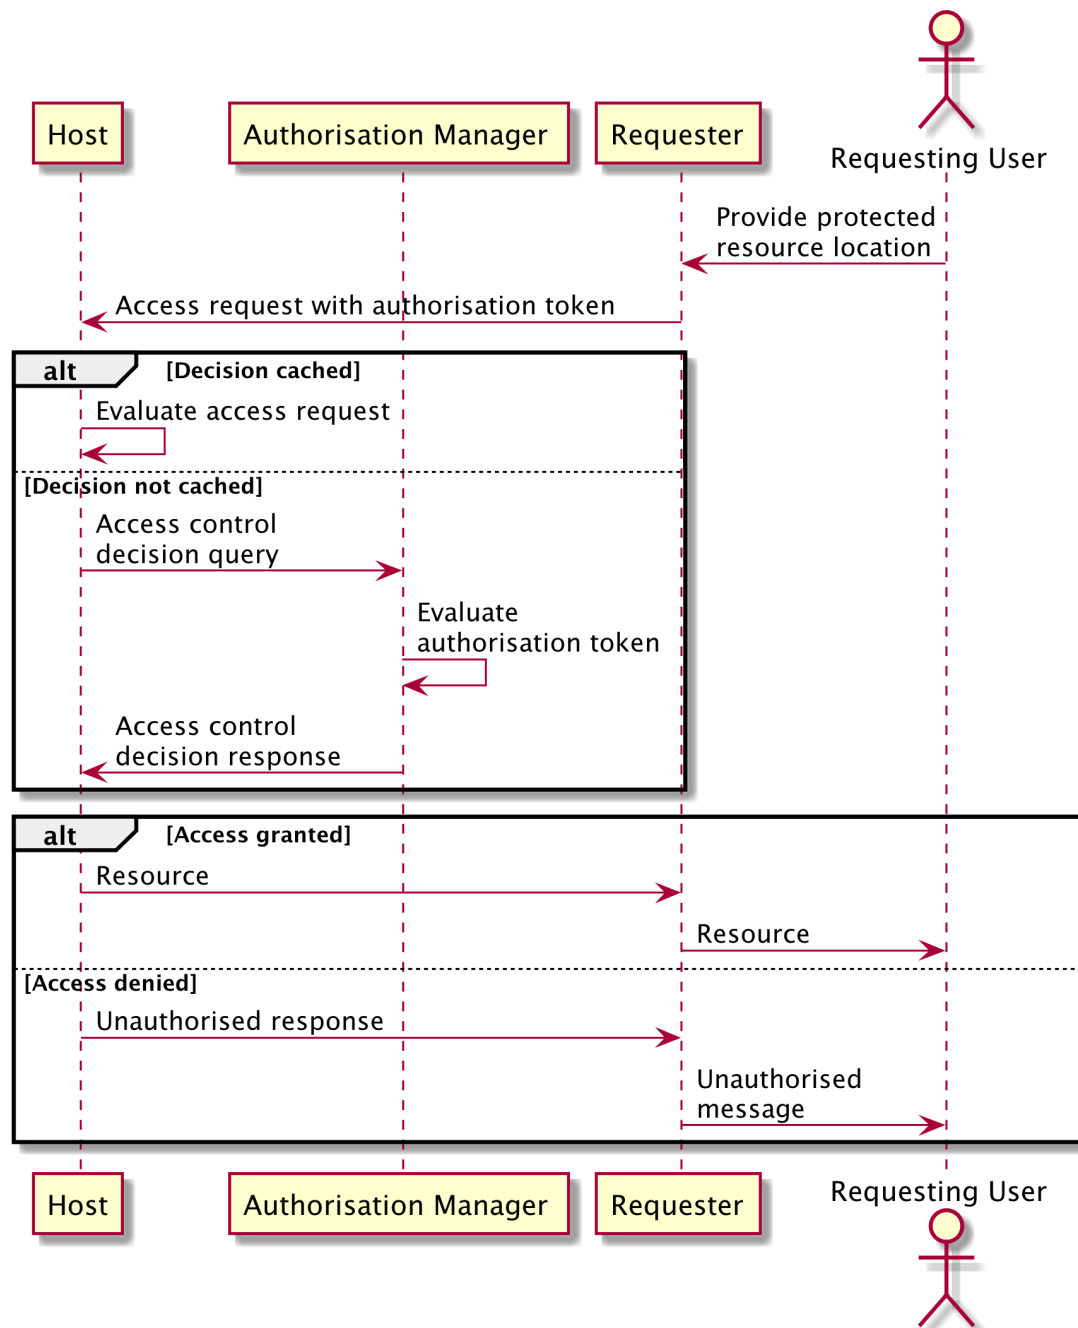 Requesting User
Host
Authorisation Manager
Requester
Provide protected
resource location
Access request with authorisation token
alt
[Decision cached]
Evaluate access request
[Decision not cached]
Access control
decision query
Evaluate
authorisation token
Access control
decision response
alt
[Access granted]
Resource
Resource
[Access denied]
Unauthorised response
Unauthorised
message
Host
Authorisation Manager
Requester
Requesting User